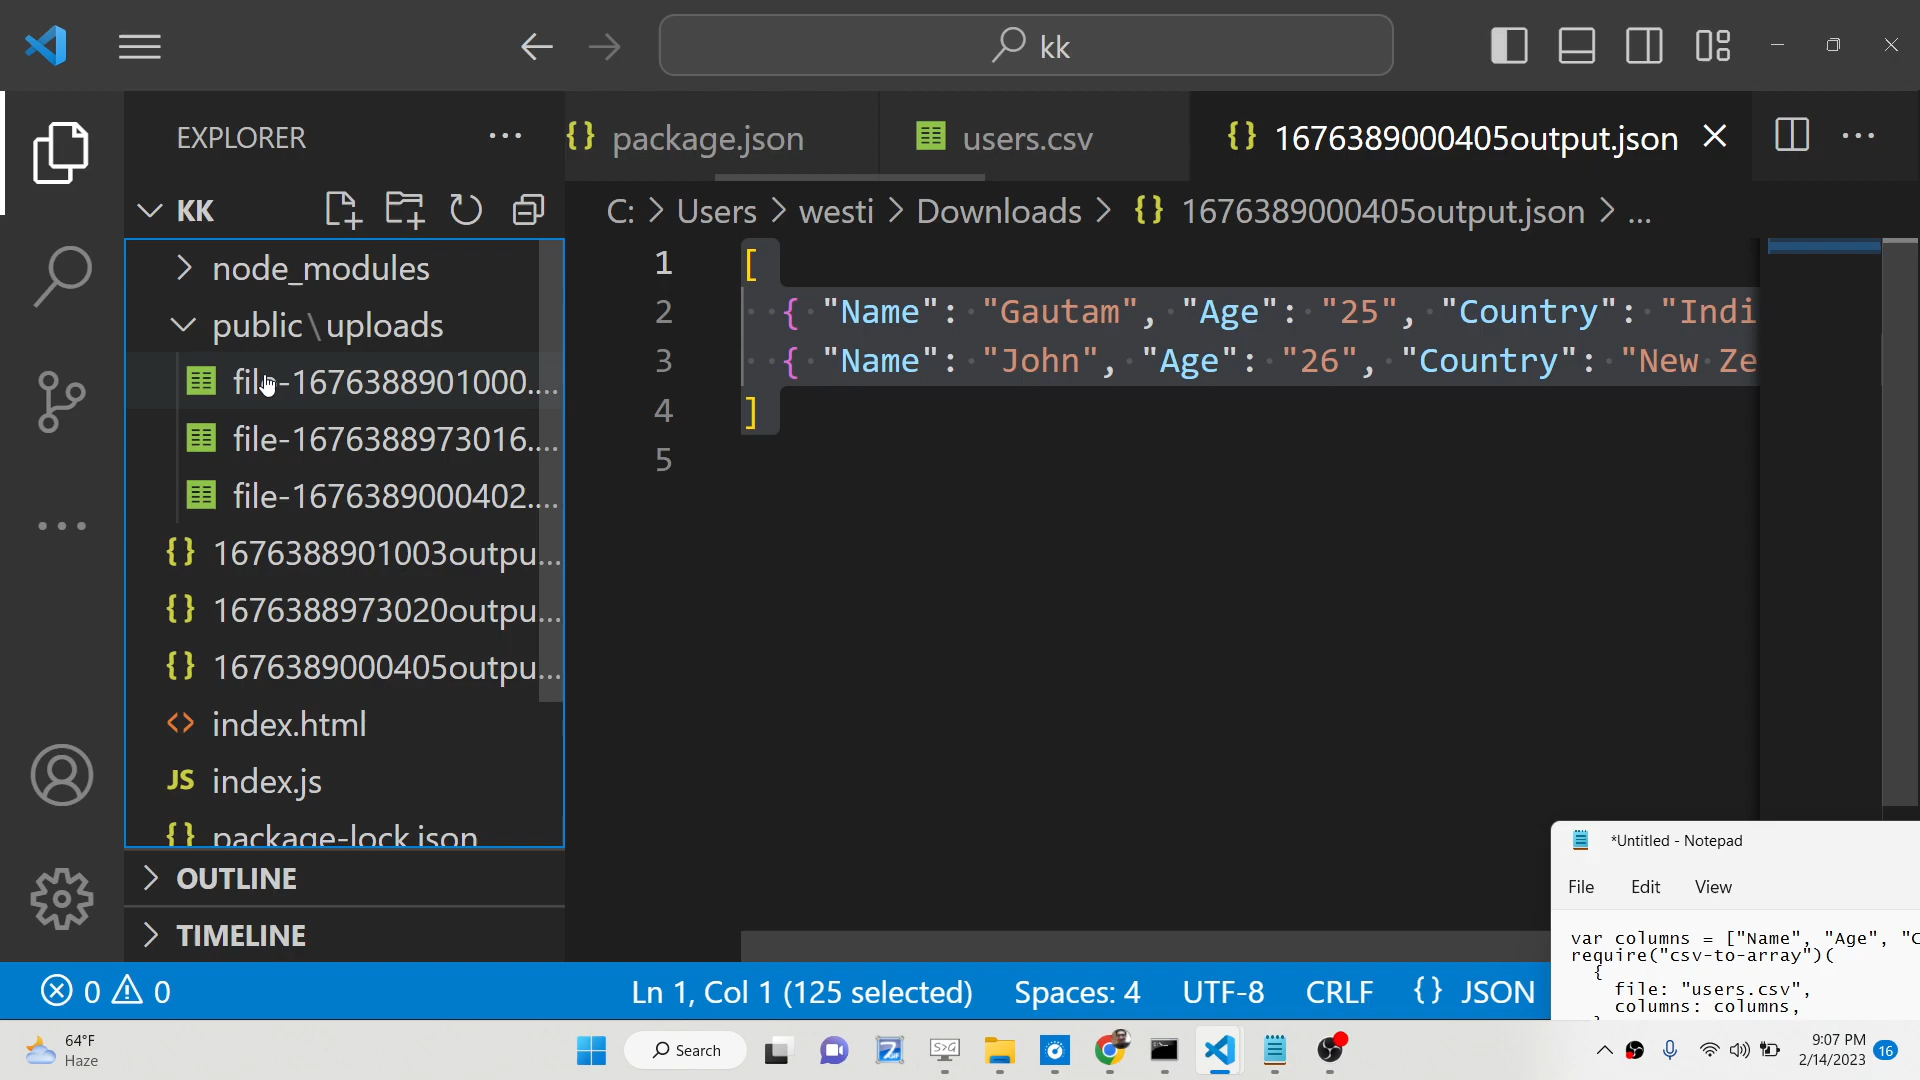 kk
EXPLORER
package.json
users.csv
1676389000405output.json
KK
C: > Users > westi > Downloads > {} 1676389000405output.json > ...
node_modules
public\uploads
file-1676388901000....
file-1676388973016....
file-1676389000402....
{} 1676388901003outpu...
{} 1676388973020outpu...
{} 1676389000405outpu...
<> index.html
JS index.js
{} package-lock.json
OUTLINE
TIMELINE
1 [
2 { "Name": "Gautam", "Age": "25", "Country": "Indi
3 { "Name": "John", "Age": "26", "Country": "New Ze
4 ]
5
*Untitled - Notepad
File Edit View
var columns = ["Name", "Age", "C
require("csv-to-array")(
{
file: "users.csv",
columns: columns,
0 0
Ln 1, Col 1 (125 selected) Spaces: 4 UTF-8 CRLF {} JSON
64°F
Haze
Search
9:07 PM
2/14/2023
16